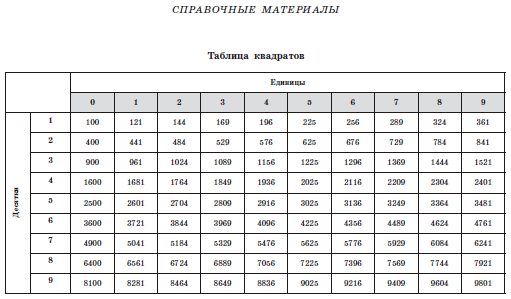 СПРАВОЧНЫЕ МАТЕРИАЛЫ
Таблица квадратов
Единицы
0 1 2 3 4 5 6 7 8 9
Десятки
1 100 121 144 169 196 225 256 289 324 361
2 400 441 484 529 576 625 676 729 784 841
3 900 961 1024 1089 1156 1225 1296 1369 1444 1521
4 1600 1681 1764 1849 1936 2025 2116 2209 2304 2401
5 2500 2601 2704 2809 2916 3025 3136 3249 3364 3481
6 3600 3721 3844 3969 4096 4225 4356 4489 4624 4761
7 4900 5041 5184 5329 5476 5625 5776 5929 6084 6241
8 6400 6561 6724 6889 7056 7225 7396 7569 7744 7921
9 8100 8281 8464 8649 8836 9025 9216 9409 9604 9801